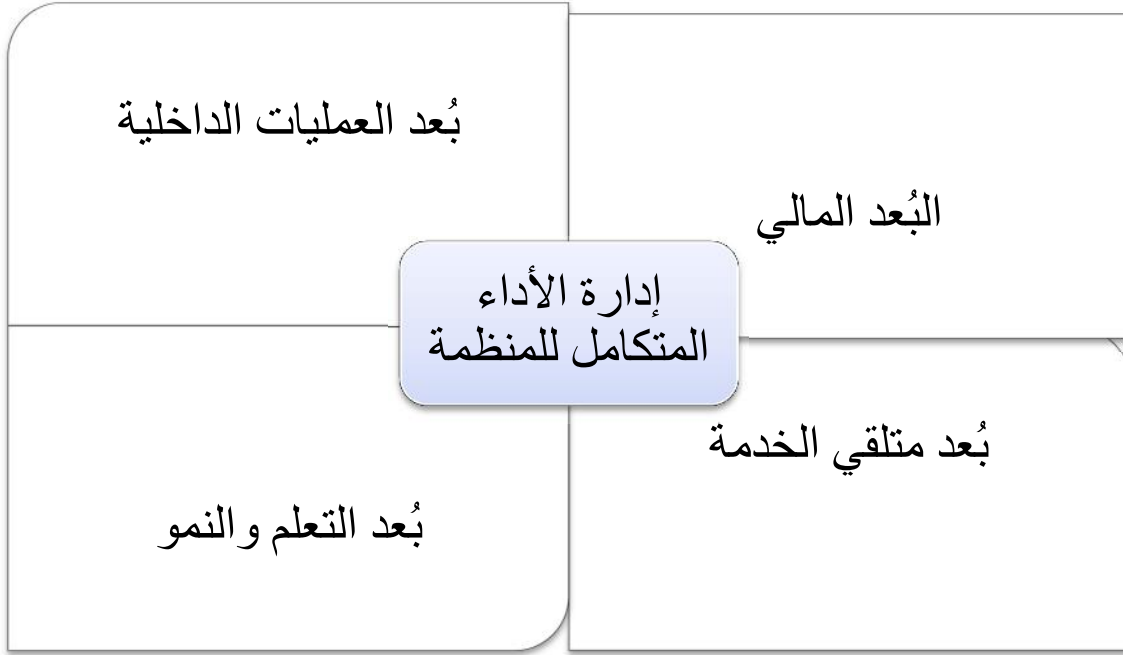 البُعد المالي
بُعد العمليات الداخلية
إدارة الأداء
المتكامل للمنظمة
بُعد متلقي الخدمة
بُعد التعلم والنمو